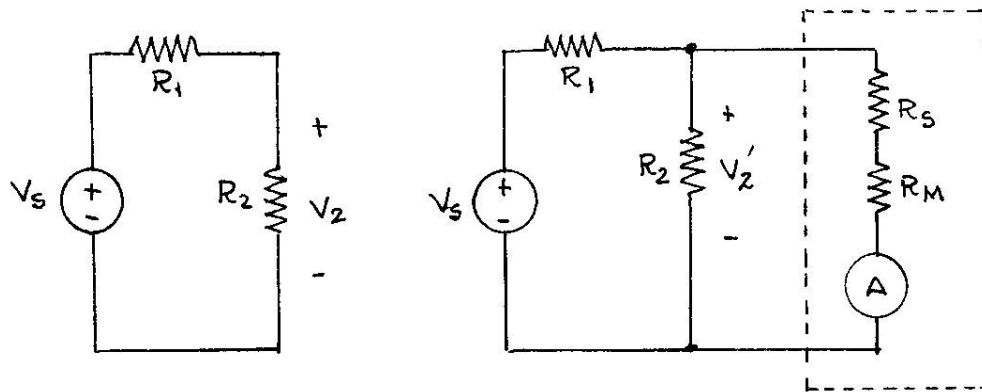 R1
R2
Vs
+
-
+
V2
-
R1
R2
Vs
+
-
+
V2'
-
RS
RM
A